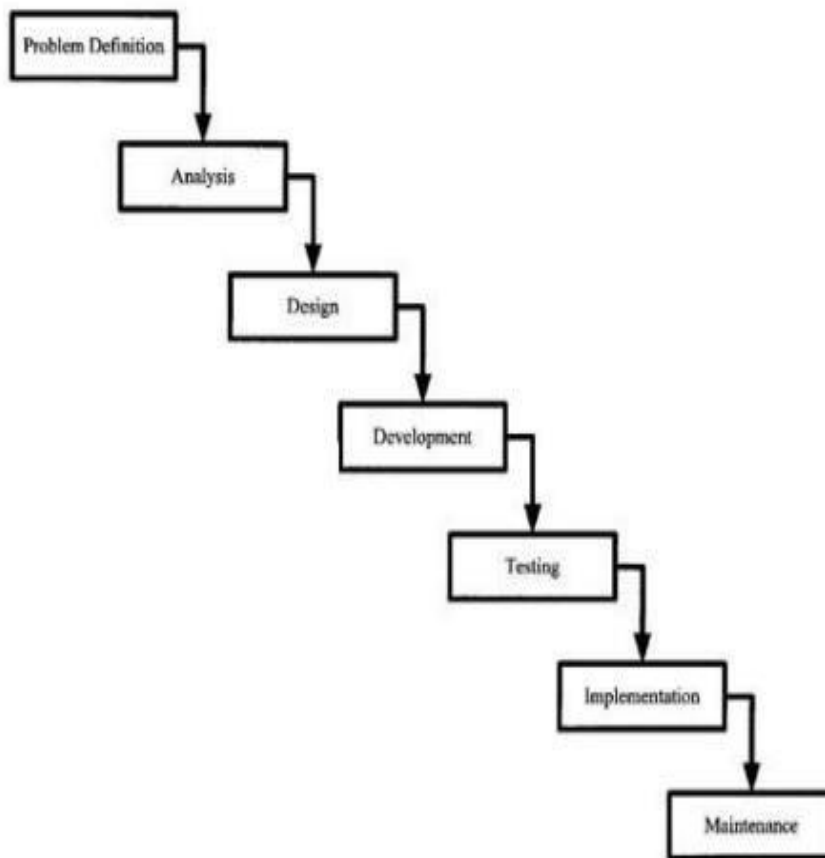 Problem Definition
Analysis
Design
Development
Testing
Implementation
Maintenance